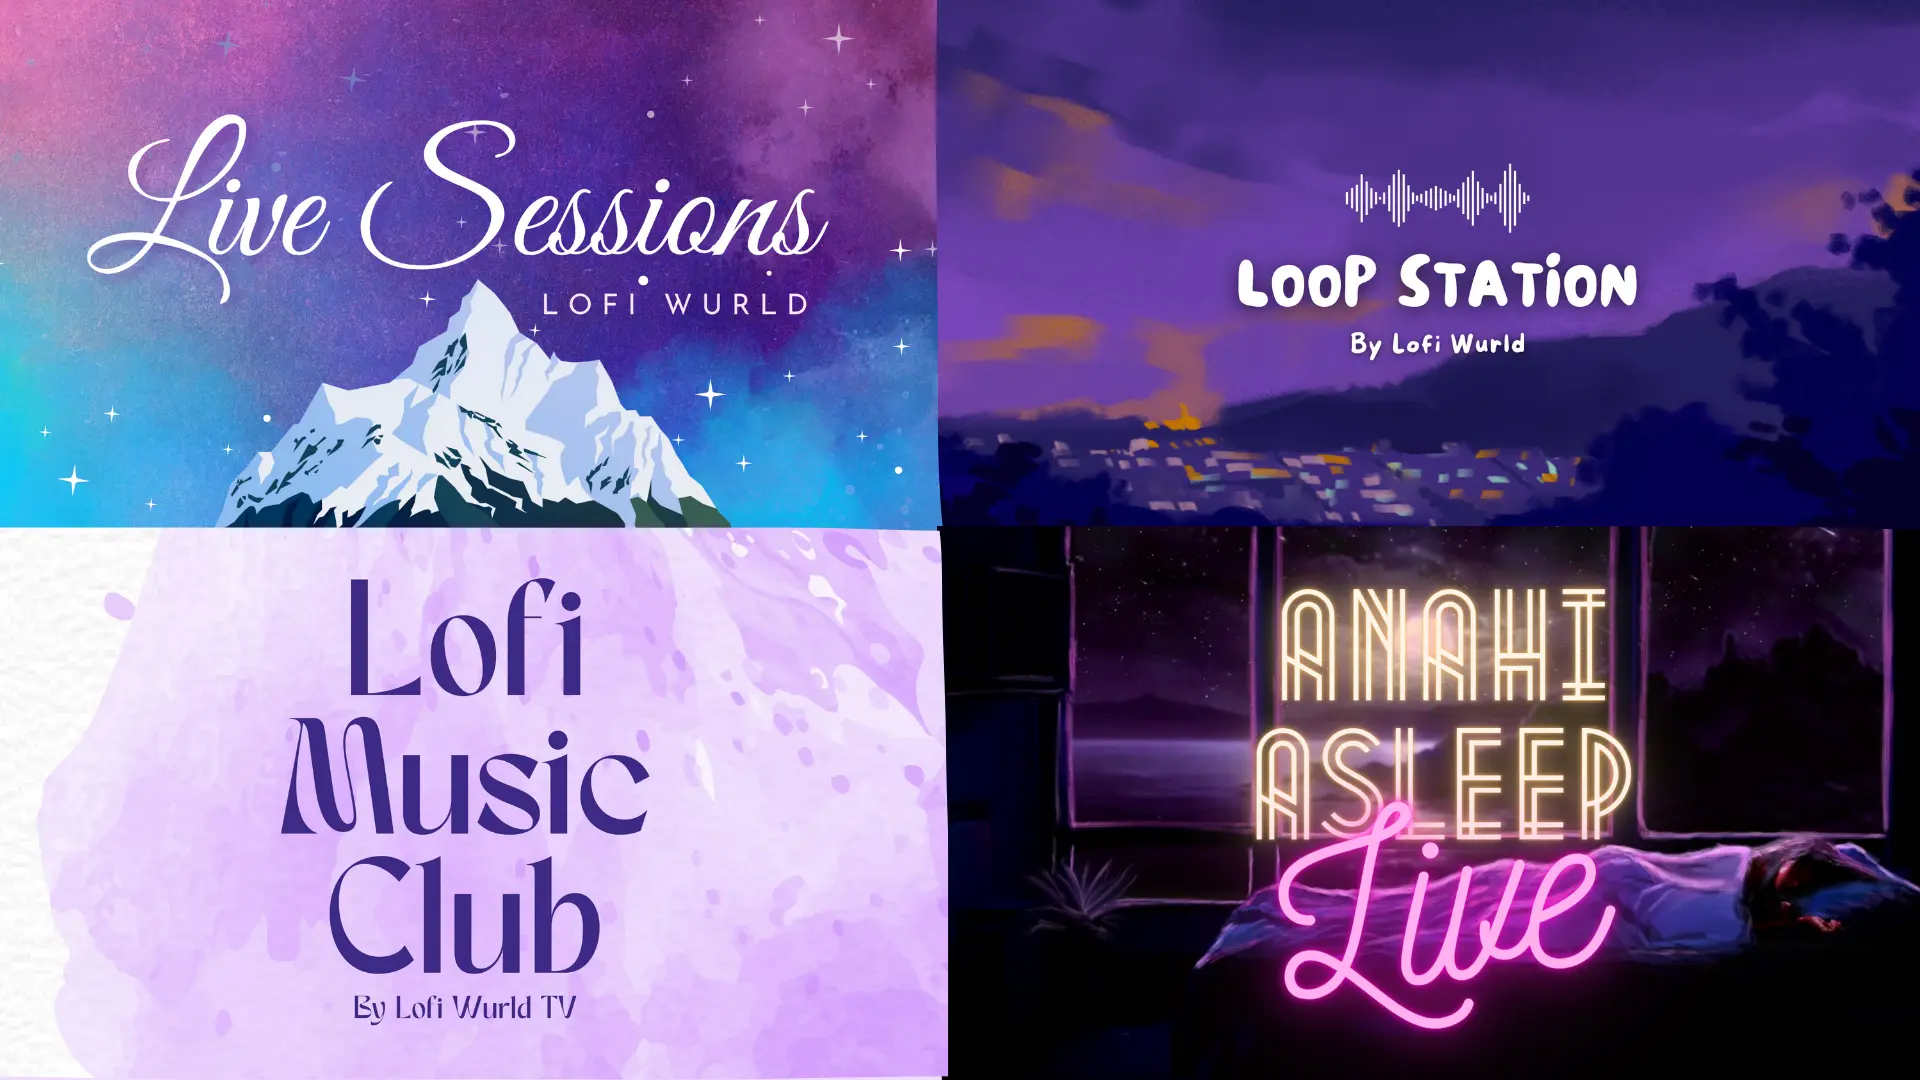 Live Sessions
LOFI WURLD
LOOP STATiON
By Lofi Wurld
Lofi
Music
Club
By Lofi Wurld TV
ANAHI
ASLEEP
Live